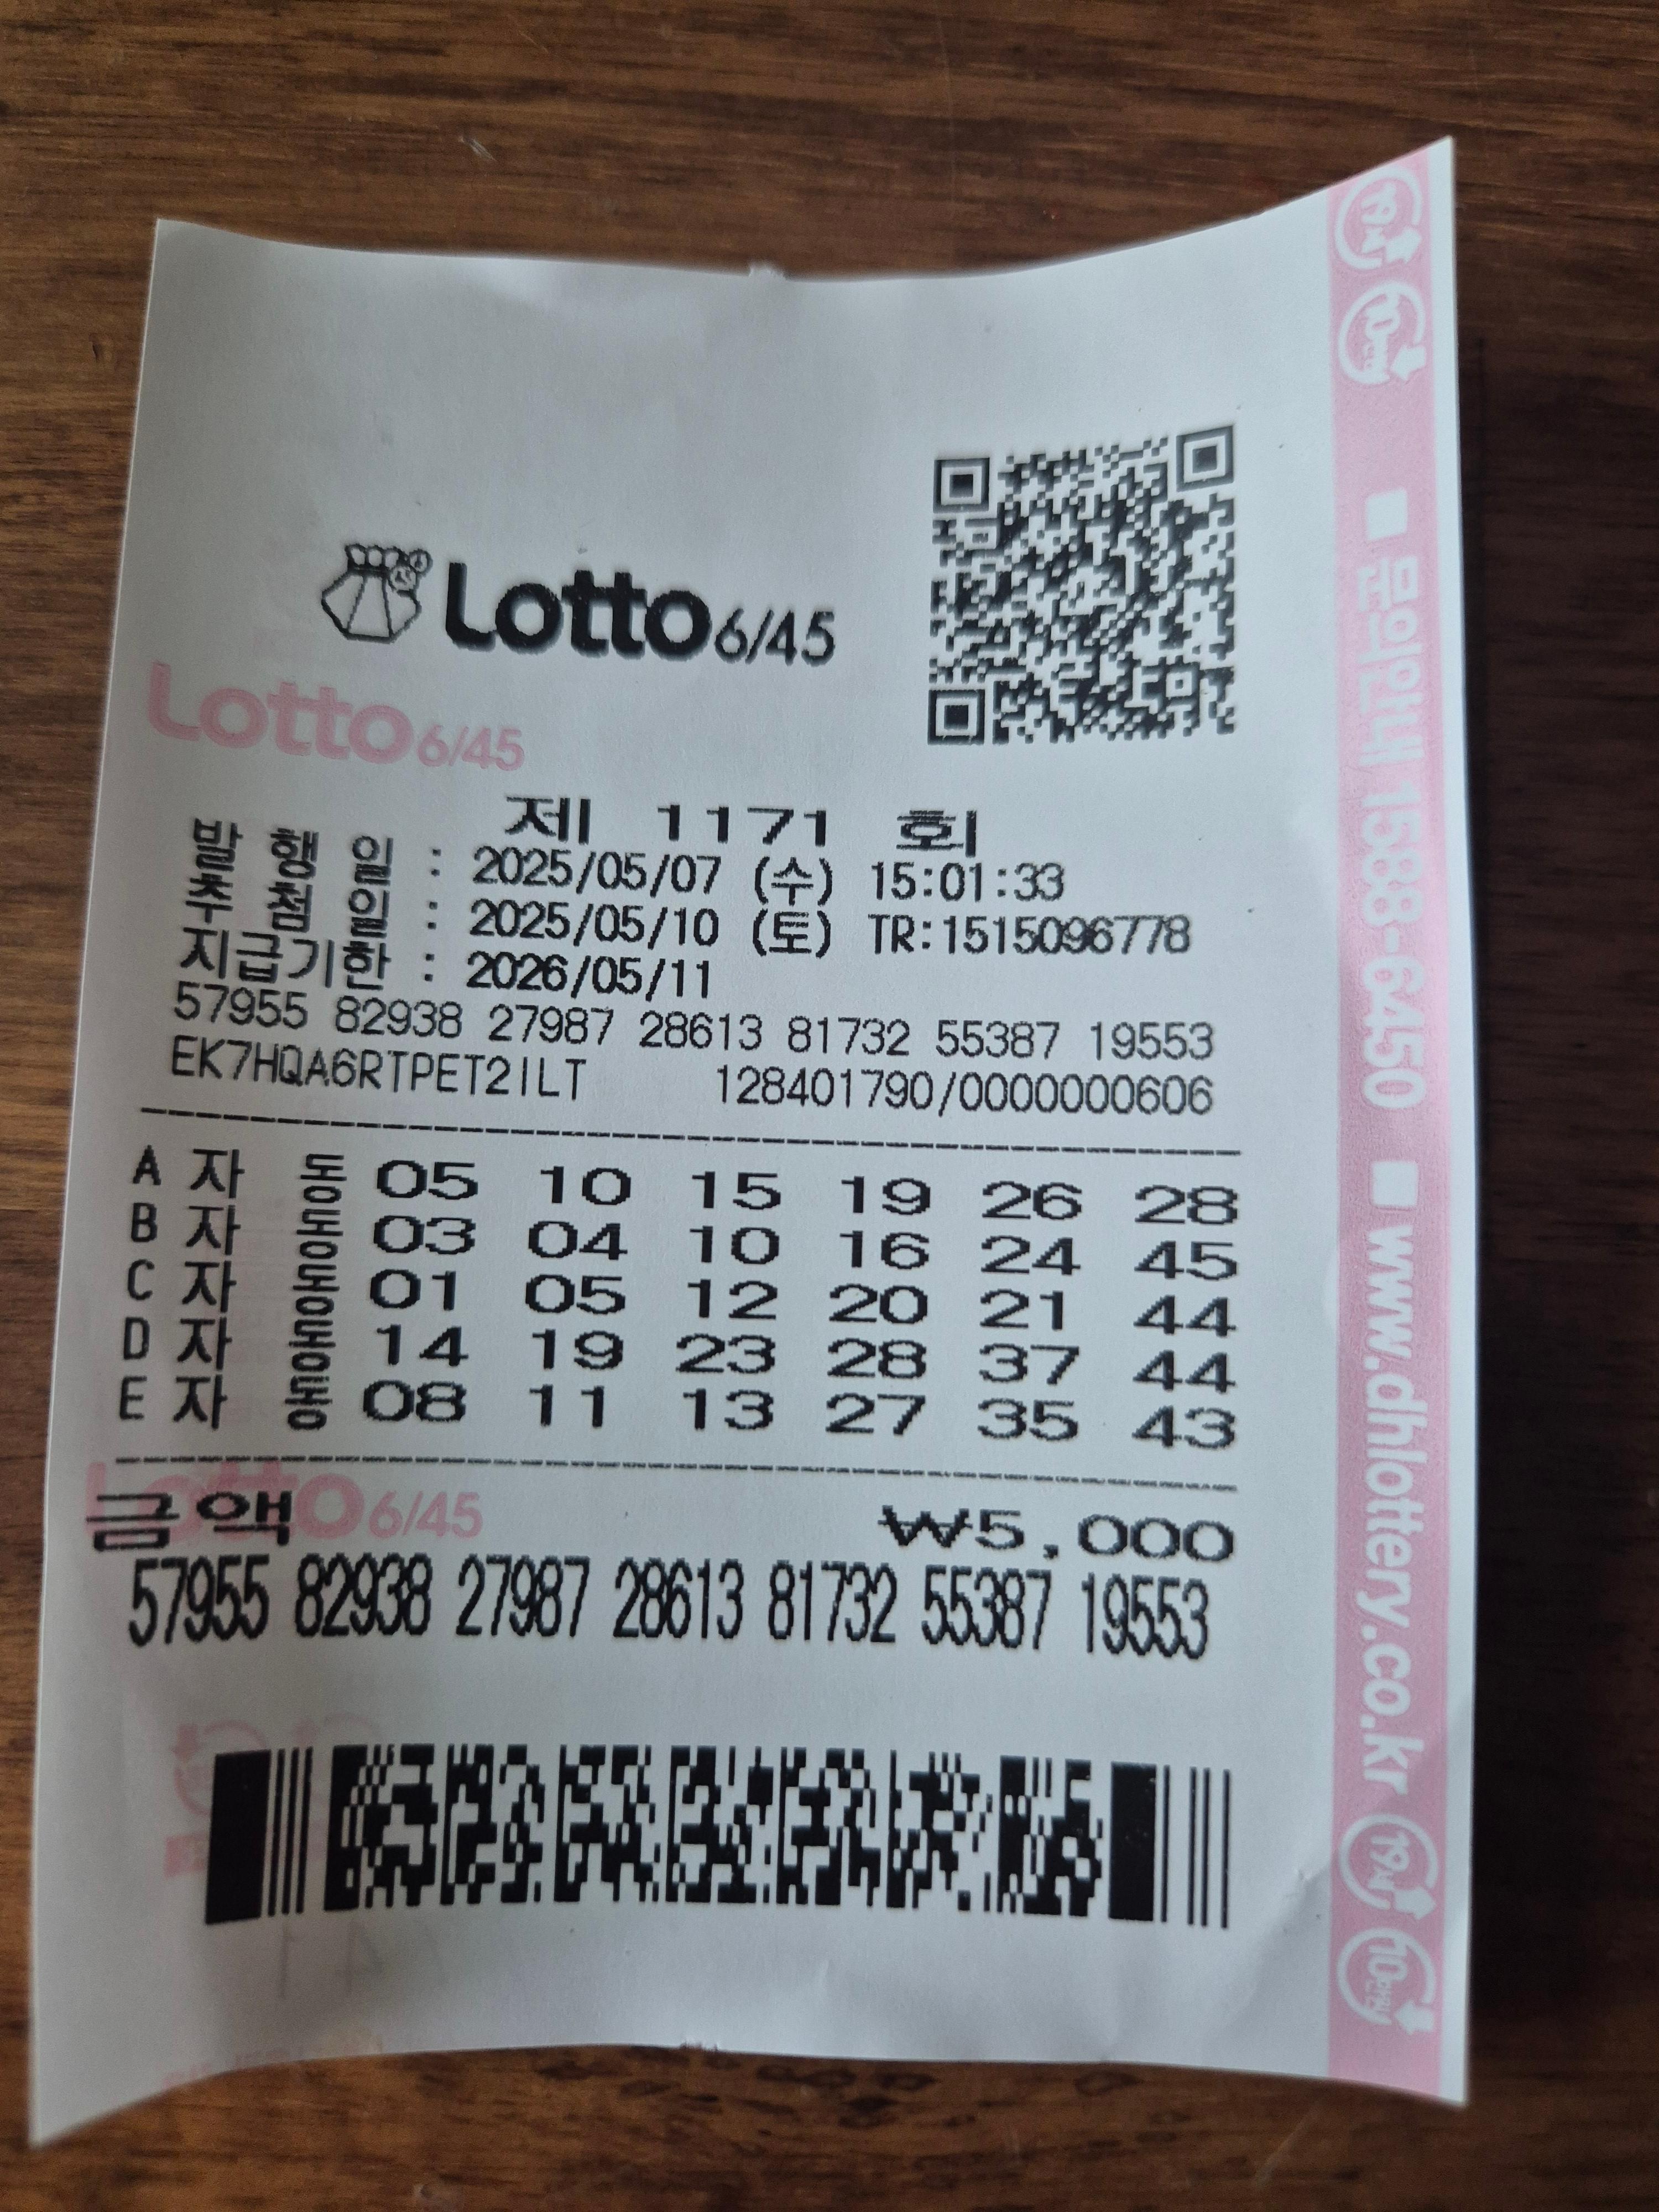 Lotto 6/45
Lotto 6/45
제 1171 회
발 행 일 : 2025/05/07 (수) 15:01:33
추 첨 일 : 2025/05/10 (토) TR:1515096778
지급기한 : 2026/05/11
57955 82938 27987 28613 81732 55387 19553
EK7HQA6RTPET2ILT 128401790/0000000606
A 자 동 05 10 15 19 26 28
B 자 동 03 04 10 16 24 45
C 자 동 01 05 12 20 21 44
D 자 동 14 19 23 28 37 44
E 자 동 08 11 13 27 35 43
Lotto 6/45
금액 ₩5,000
57955 82938 27987 28613 81732 55387 19553
■ 문의안내 1588-6450 ■ www.dhlottery.co.kr